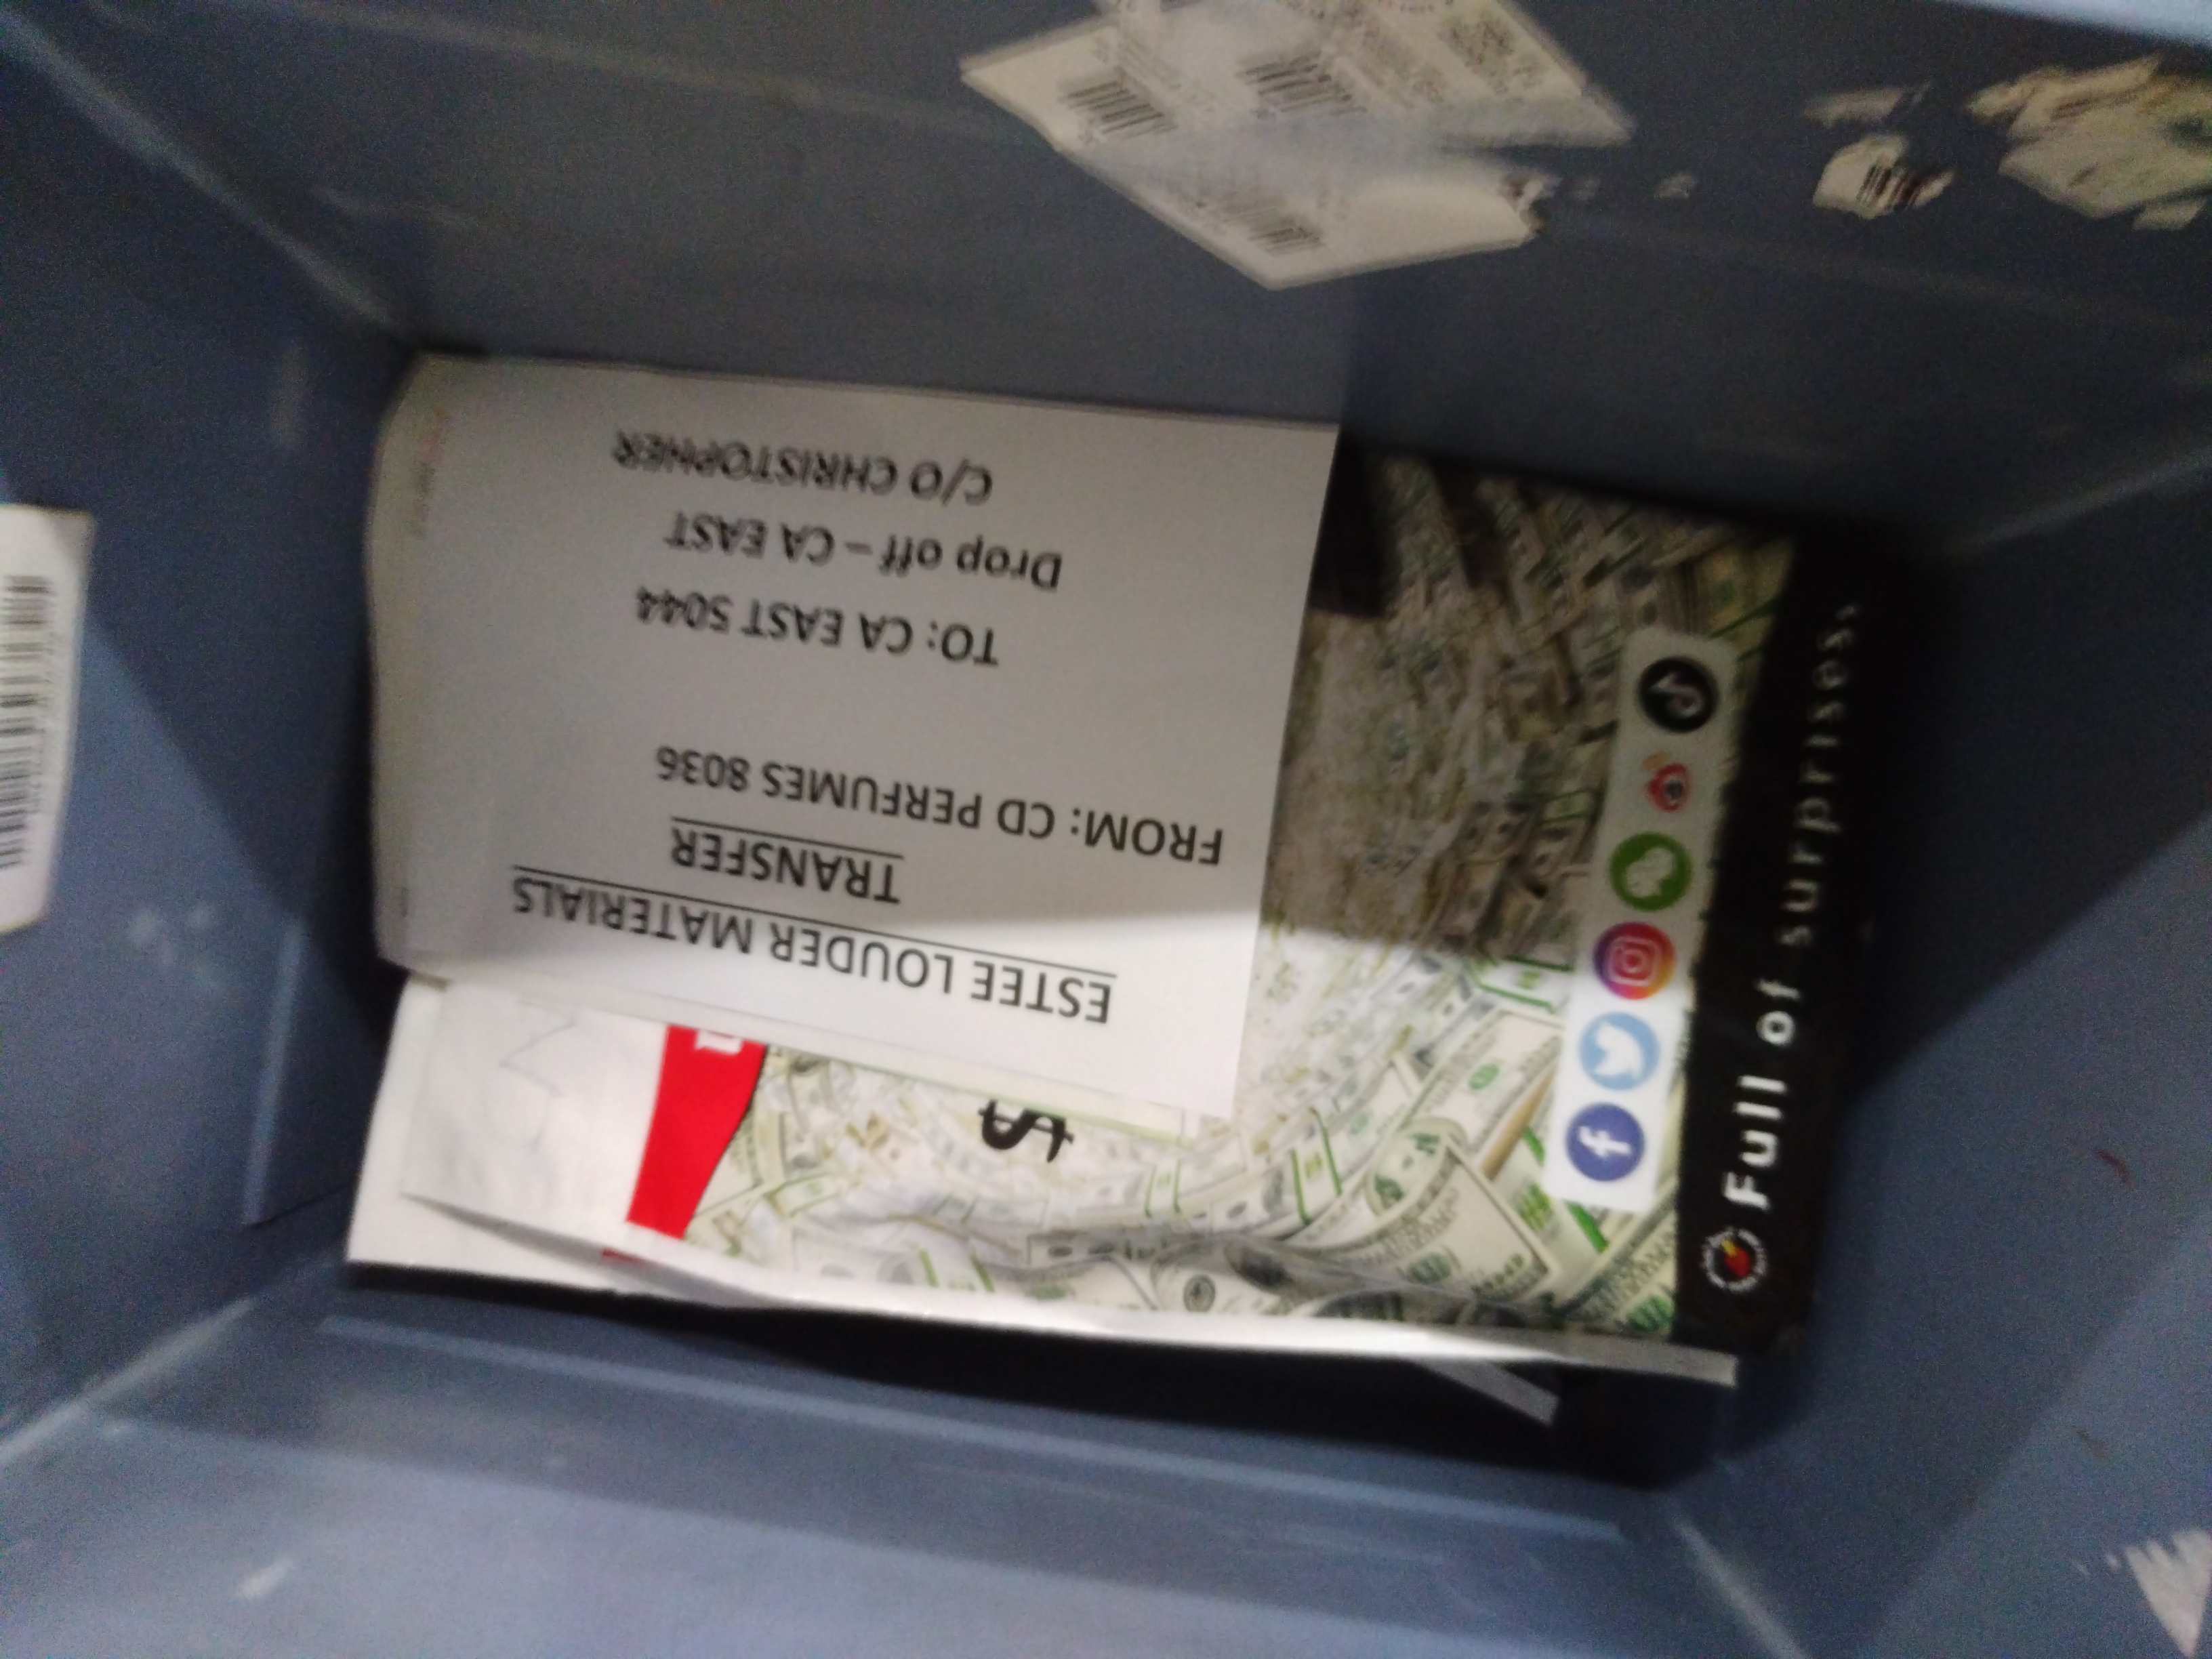 ESTEE LOUDER MATERIALS
TRANSFER
FROM: CD PERFUMES 8036
TO: CA EAST 5044
Drop off – CA EAST
C/O CHRISTOPHER
$
Full of surprises.